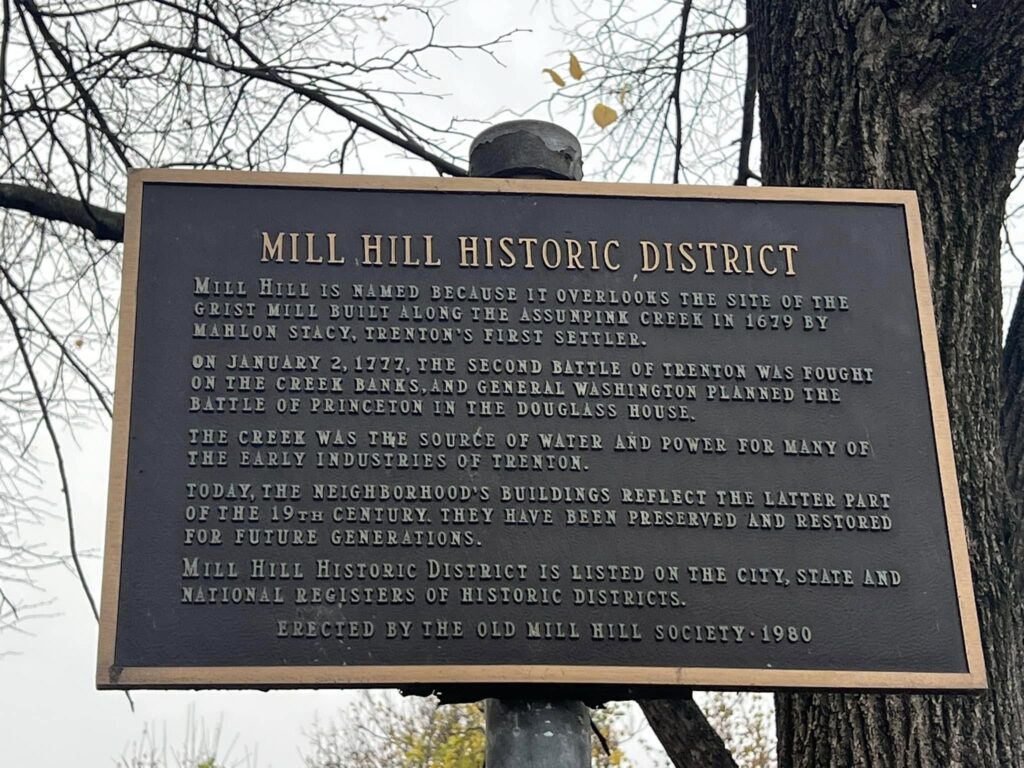 MILL HILL HISTORIC DISTRICT
MILL HILL IS NAMED BECAUSE IT OVERLOOKS THE SITE OF THE
GRIST MILL BUILT ALONG THE ASSUNPINK CREEK IN 1679 BY
MAHLON STACY, TRENTON'S FIRST SETTLER.
ON JANUARY 2, 1777, THE SECOND BATTLE OF TRENTON WAS FOUGHT
ON THE CREEK BANKS, AND GENERAL WASHINGTON PLANNED THE
BATTLE OF PRINCETON IN THE DOUGLASS HOUSE.
THE CREEK WAS THE SOURCE OF WATER AND POWER FOR MANY OF
THE EARLY INDUSTRIES OF TRENTON.
TODAY, THE NEIGHBORHOOD'S BUILDINGS REFLECT THE LATTER PART
OF THE 19TH CENTURY. THEY HAVE BEEN PRESERVED AND RESTORED
FOR FUTURE GENERATIONS.
MILL HILL HISTORIC DISTRICT IS LISTED ON THE CITY, STATE AND
NATIONAL REGISTERS OF HISTORIC DISTRICTS.
ERECTED BY THE OLD MILL HILL SOCIETY · 1980